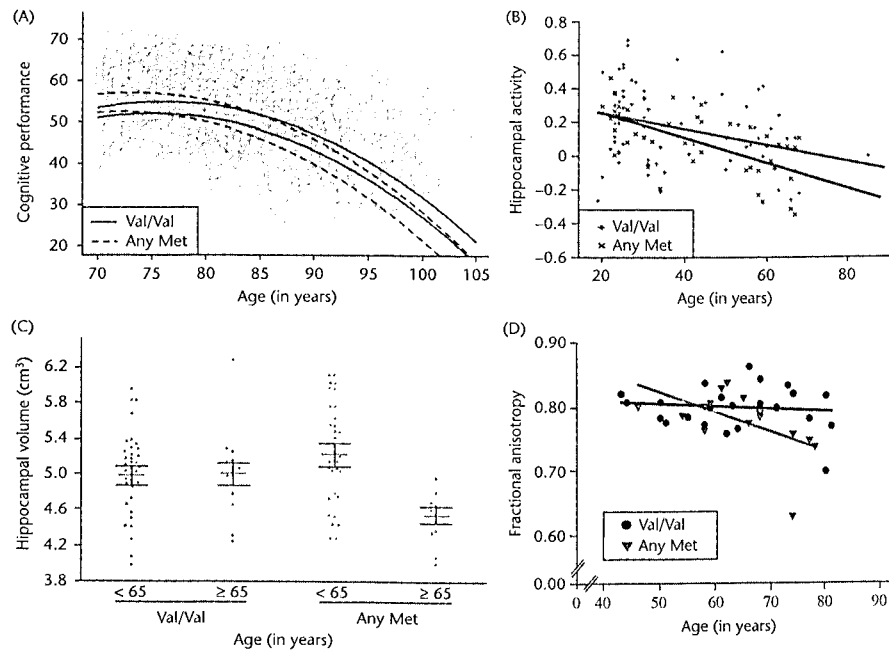 (A)
Cognitive performance
70
60
50
40
30
20
Val/Val
Any Met
70 75 80 85 90 95 100 105
Age (in years)
(B)
Hippocampal activity
0.8
0.6
0.4
0.2
0
−0.2
−0.4
−0.6
Val/Val
Any Met
20 40 60 80
Age (in years)
(C)
Hippocampal volume (cm³)
6.2
5.8
5.4
5.0
4.6
4.2
3.8
< 65 ≥ 65 < 65 ≥ 65
Val/Val Any Met
Age (in years)
(D)
Fractional anisotropy
0.90
0.80
0.70
0.60
0.00
Val/Val
Any Met
0 40 50 60 70 80 90
Age (in years)